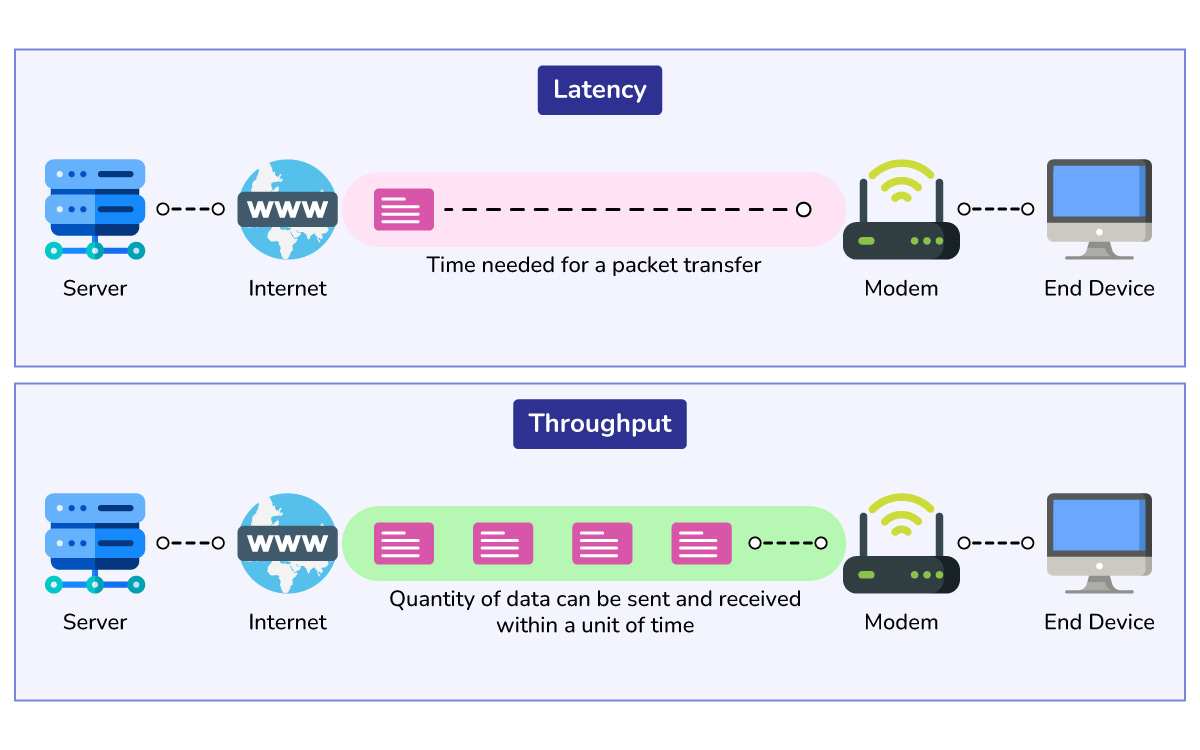 Latency
WWW
Time needed for a packet transfer
Server
Internet
Modem
End Device
Throughput
WWW
Quantity of data can be sent and received
within a unit of time
Server
Internet
Modem
End Device